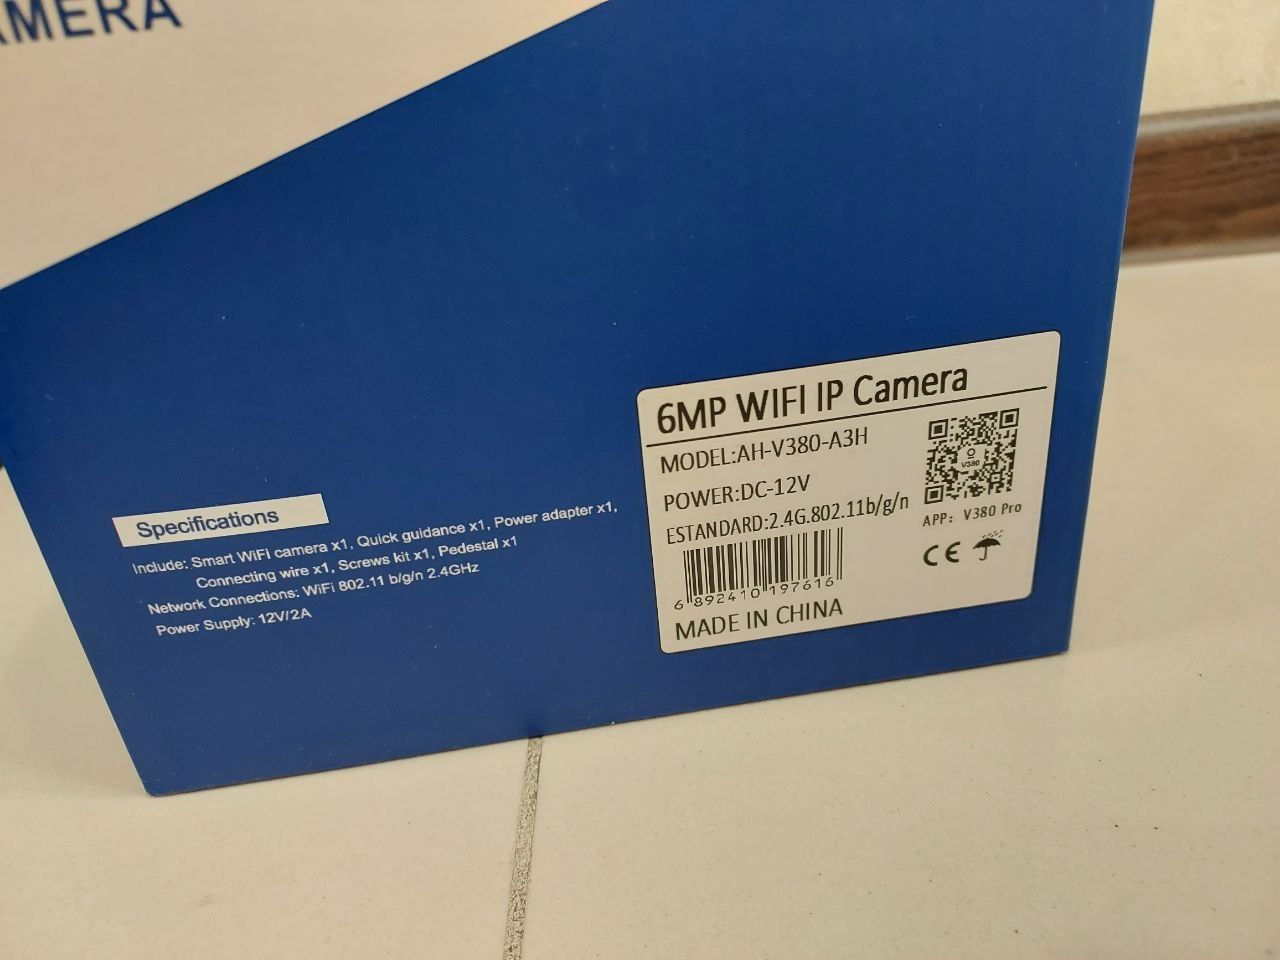 AMERA
6MP WIFI IP Camera
MODEL:AH-V380-A3H
POWER:DC-12V
ESTANDARD:2.4G.802.11b/g/n
V380
APP: V380 Pro
CE
6 892410 197616
MADE IN CHINA
Specifications
Include: Smart WiFi camera x1, Quick guidance x1, Power adapter x1,
Connecting wire x1, Screws kit x1, Pedestal x1
Network Connections: WiFi 802.11 b/g/n 2.4GHz
Power Supply: 12V/2A